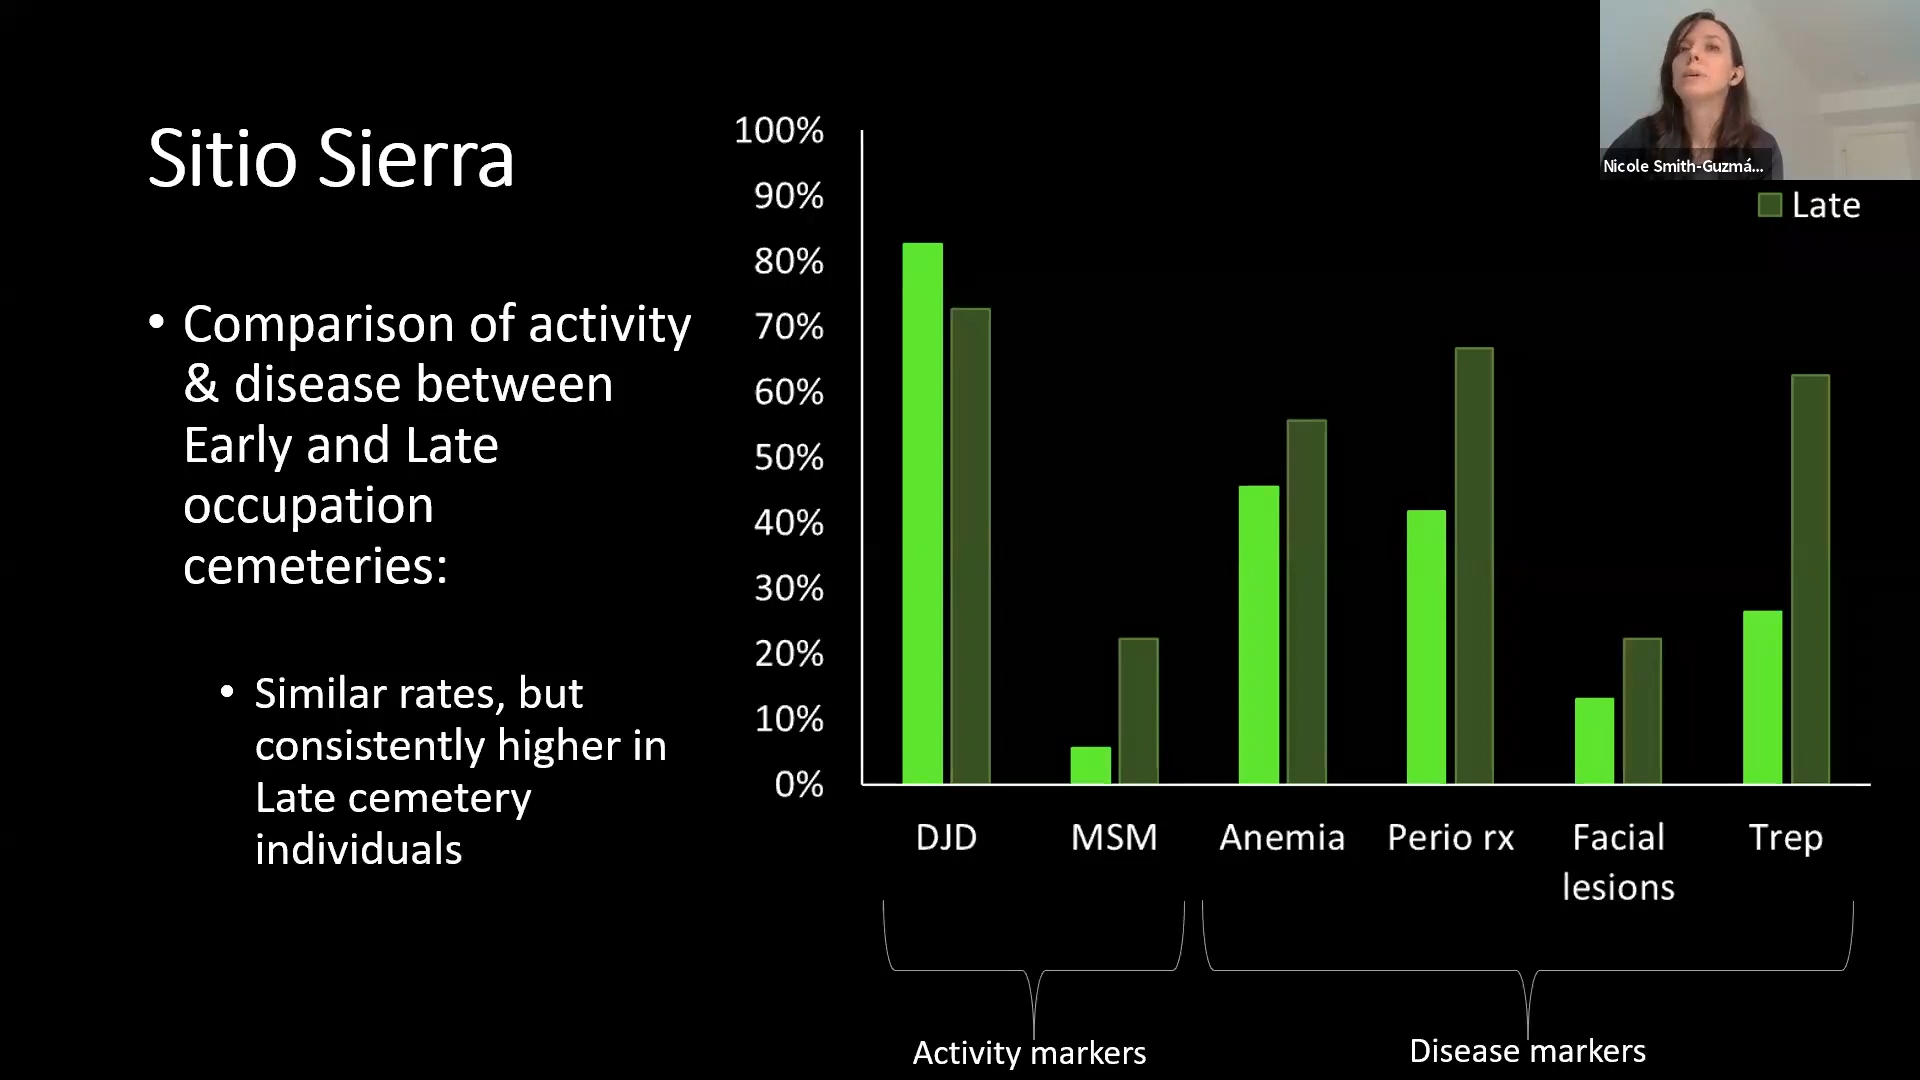 Sitio Sierra
• Comparison of activity
& disease between
Early and Late
occupation
cemeteries:
• Similar rates, but
consistently higher in
Late cemetery
individuals
100%
90%
80%
70%
60%
50%
40%
30%
20%
10%
0%
DJD
MSM
Anemia
Perio rx
Facial
lesions
Trep
Activity markers
Disease markers
Late
Nicole Smith-Guzmá...